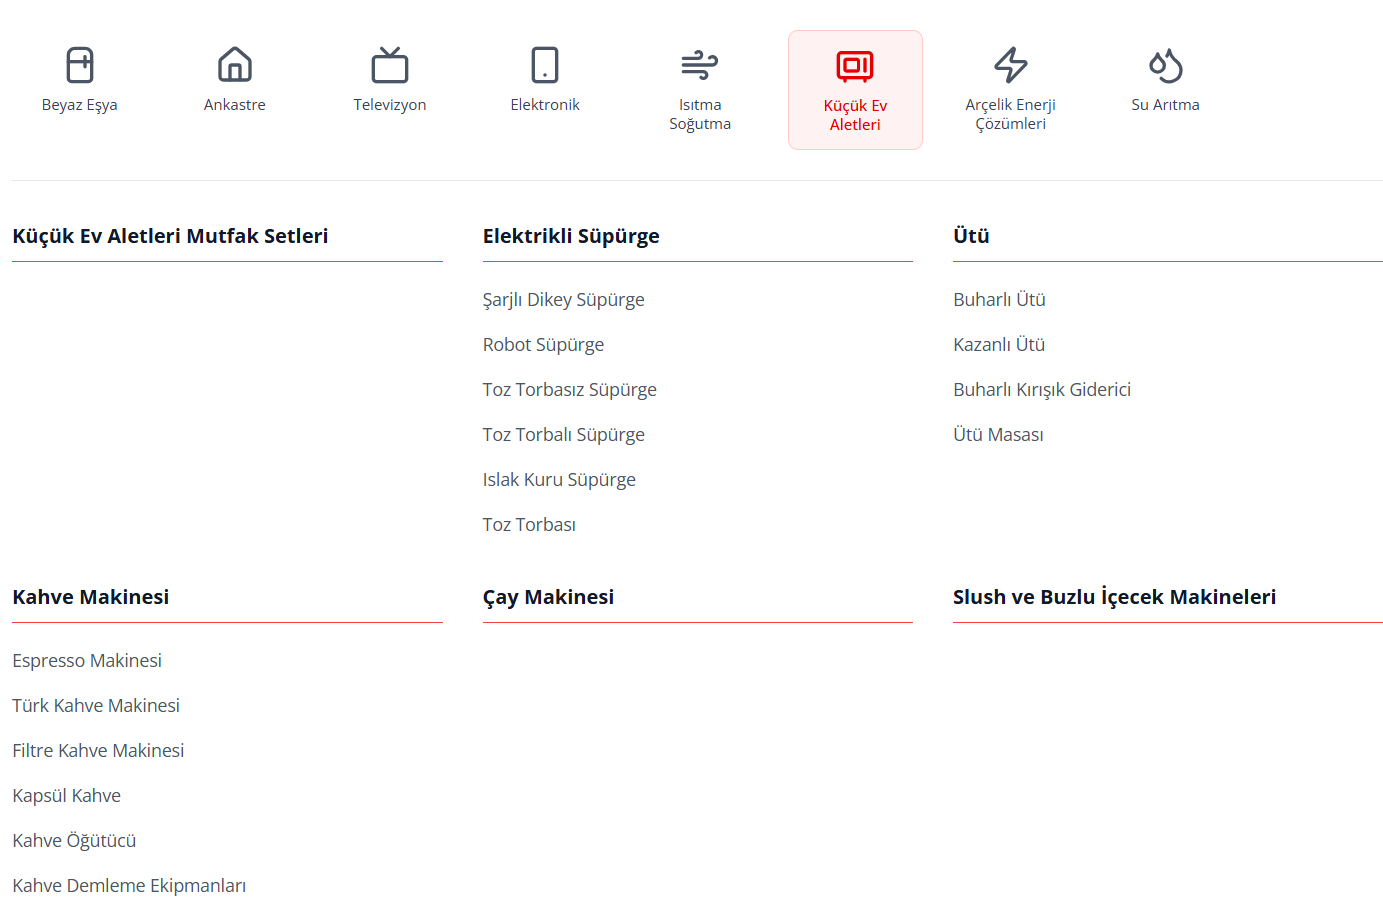 Beyaz Eşya
Ankastre
Televizyon
Elektronik
Isıtma
Soğutma
Küçük Ev
Aletleri
Arçelik Enerji
Çözümleri
Su Arıtma
Küçük Ev Aletleri Mutfak Setleri
Elektrikli Süpürge
Şarjlı Dikey Süpürge
Robot Süpürge
Toz Torbasız Süpürge
Toz Torbalı Süpürge
Islak Kuru Süpürge
Toz Torbası
Ütü
Buharlı Ütü
Kazanlı Ütü
Buharlı Kırışık Giderici
Ütü Masası
Kahve Makinesi
Espresso Makinesi
Türk Kahve Makinesi
Filtre Kahve Makinesi
Kapsül Kahve
Kahve Öğütücü
Kahve Demleme Ekipmanları
Çay Makinesi
Slush ve Buzlu İçecek Makineleri